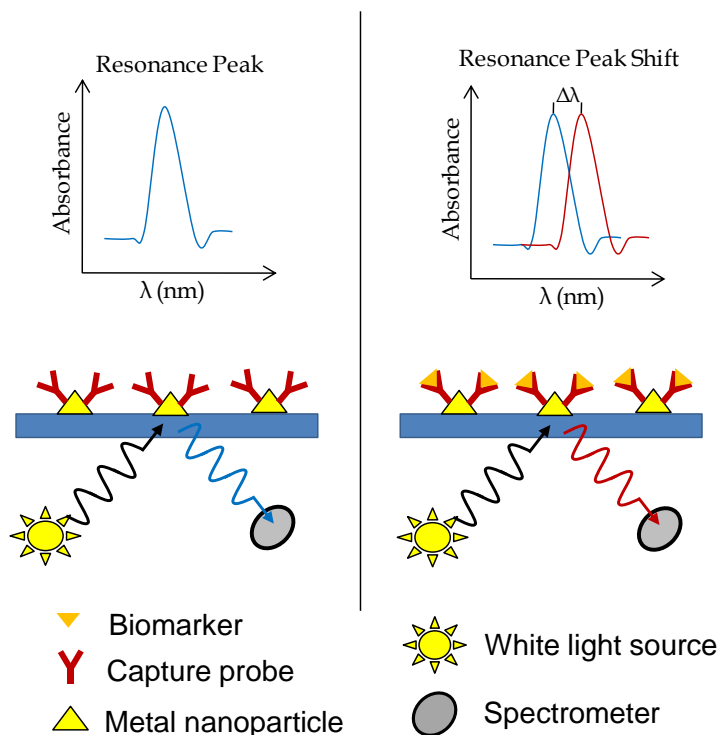 Resonance Peak
Absorbance
λ (nm)
Resonance Peak Shift
Δλ
Absorbance
λ (nm)
Biomarker
Capture probe
Metal nanoparticle
White light source
Spectrometer